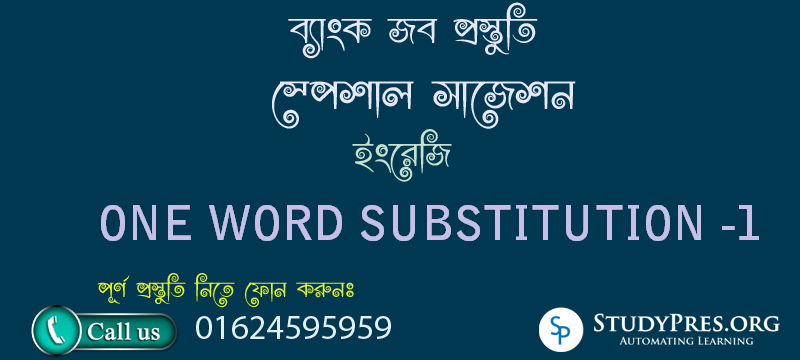 ব্যাংক জব প্রস্তুতি
স্পেশাল সাজেশন
ইংরেজি
ONE WORD SUBSTITUTION -1
পূর্ণ প্রস্তুতি নিতে ফোন করুনঃ
Call us 01624595959
SP STUDYPRES.ORG
AUTOMATING LEARNING